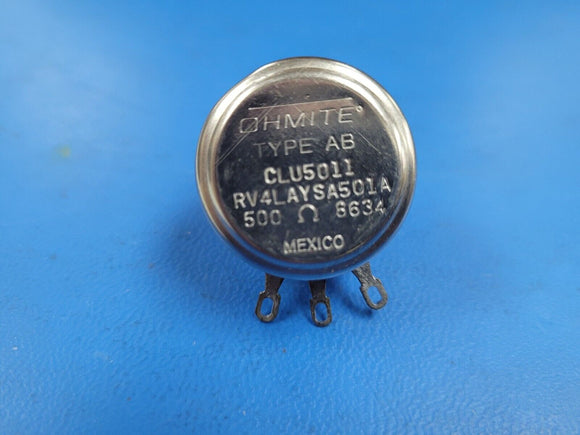 OHMITE®
TYPE AB
CLU5011
RV4LAYSA501A
500 Ω 8634
MEXICO